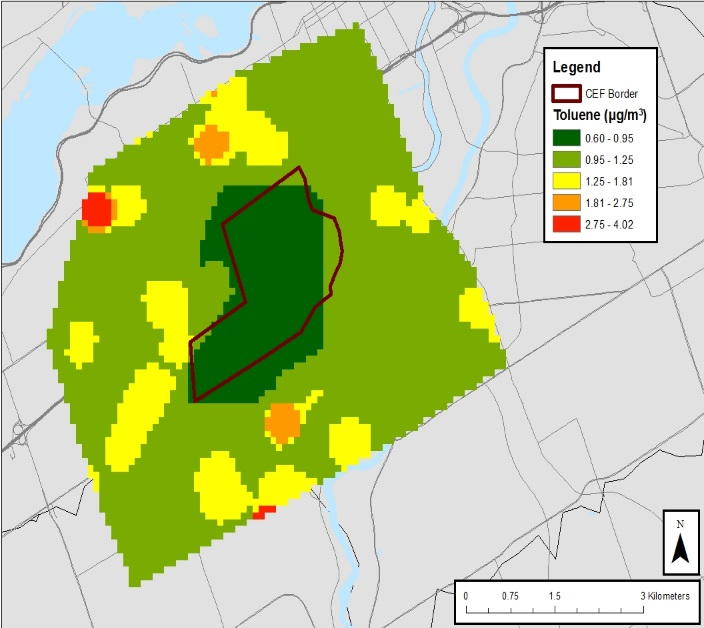 Legend
CEF Border
Toluene (µg/m³)
0.60 - 0.95
0.95 - 1.25
1.25 - 1.81
1.81 - 2.75
2.75 - 4.02
N
0 0.75 1.5 3 Kilometers